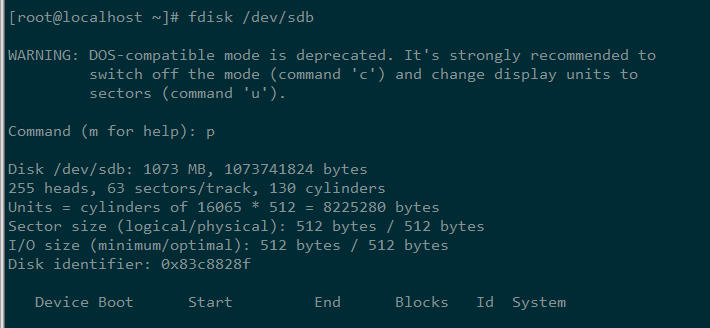 [root@localhost ~]# fdisk /dev/sdb
WARNING: DOS-compatible mode is deprecated. It's strongly recommended to
switch off the mode (command 'c') and change display units to
sectors (command 'u').
Command (m for help): p
Disk /dev/sdb: 1073 MB, 1073741824 bytes
255 heads, 63 sectors/track, 130 cylinders
Units = cylinders of 16065 * 512 = 8225280 bytes
Sector size (logical/physical): 512 bytes / 512 bytes
I/O size (minimum/optimal): 512 bytes / 512 bytes
Disk identifier: 0x83c8828f
Device Boot Start End Blocks Id System